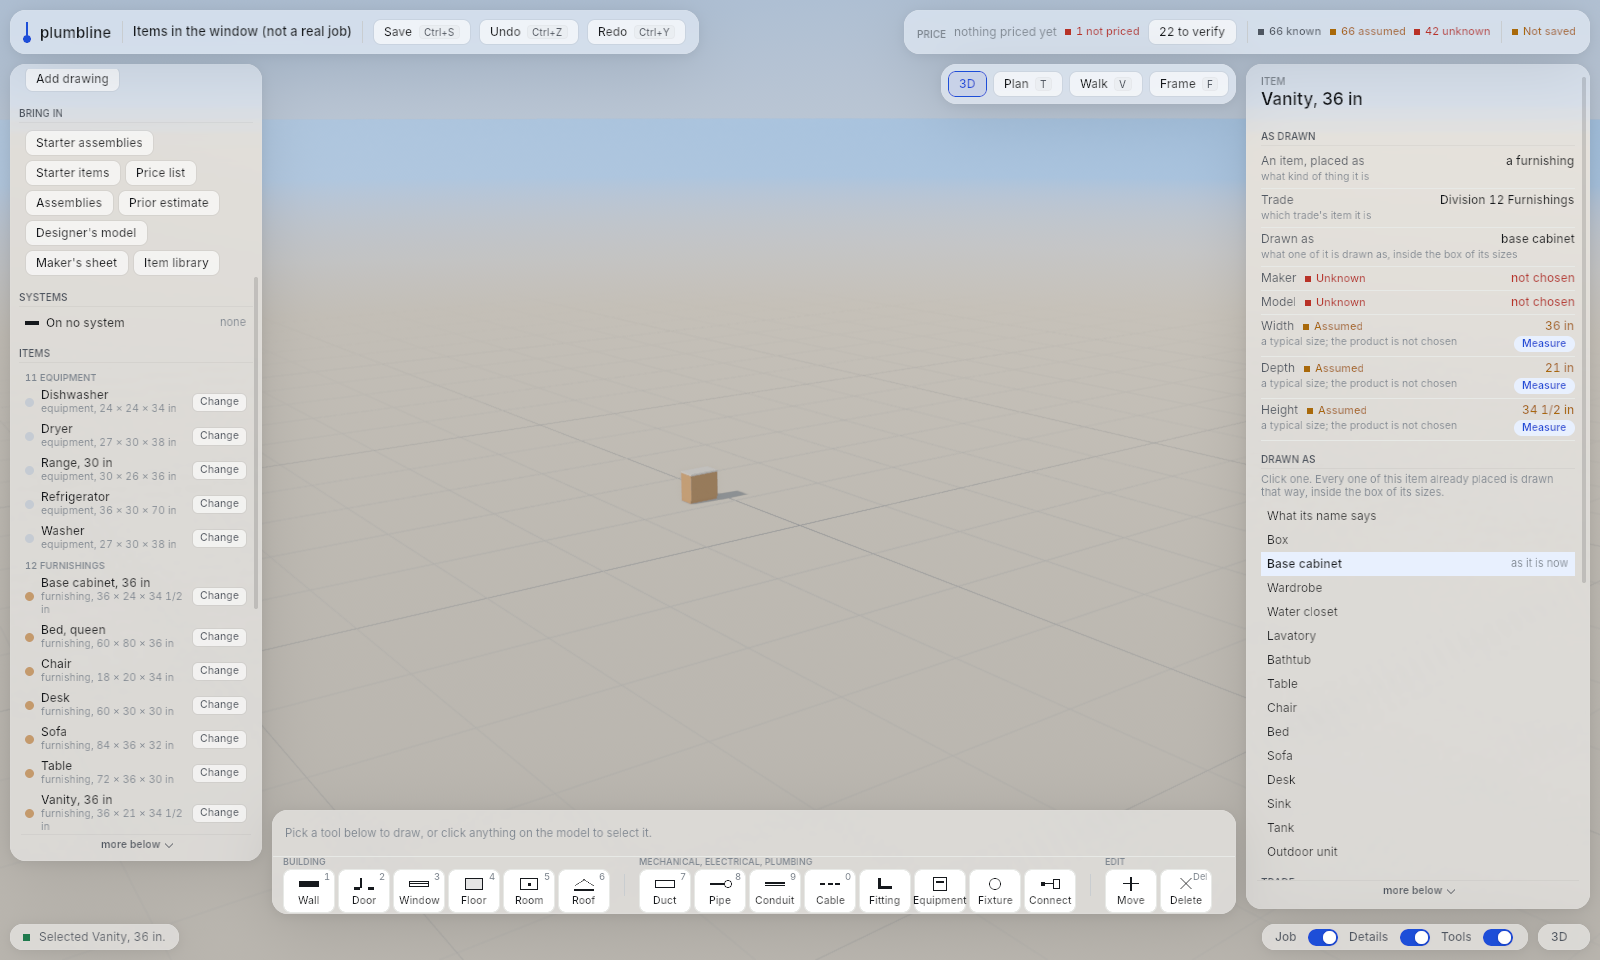 plumbline
Items in the window (not a real job)
Save Ctrl+S
Undo Ctrl+Z
Redo Ctrl+Y
PRICE nothing priced yet 1 not priced
22 to verify
66 known 66 assumed 42 unknown
Not saved
Add drawing
BRING IN
Starter assemblies
Starter items Price list
Assemblies Prior estimate
Designer's model
Maker's sheet Item library
SYSTEMS
On no system none
ITEMS
11 EQUIPMENT
Dishwasher
equipment, 24 × 24 × 34 in
Change
Dryer
equipment, 27 × 30 × 38 in
Change
Range, 30 in
equipment, 30 × 26 × 36 in
Change
Refrigerator
equipment, 36 × 30 × 70 in
Change
Washer
equipment, 27 × 30 × 38 in
Change
12 FURNISHINGS
Base cabinet, 36 in
furnishing, 36 × 24 × 34 1/2
in
Change
Bed, queen
furnishing, 60 × 80 × 36 in
Change
Chair
furnishing, 18 × 20 × 34 in
Change
Desk
furnishing, 60 × 30 × 30 in
Change
Sofa
furnishing, 84 × 36 × 32 in
Change
Table
furnishing, 72 × 36 × 30 in
Change
Vanity, 36 in
furnishing, 36 × 21 × 34 1/2
in
Change
more below
3D
Plan T
Walk V
Frame F
Pick a tool below to draw, or click anything on the model to select it.
BUILDING
1 Wall
2 Door
3 Window
4 Floor
5 Room
6 Roof
MECHANICAL, ELECTRICAL, PLUMBING
7 Duct
8 Pipe
9 Conduit
0 Cable
Fitting
Equipment
Fixture
Connect
EDIT
Move
Del Delete
ITEM
Vanity, 36 in
AS DRAWN
An item, placed as a furnishing
what kind of thing it is
Trade Division 12 Furnishings
which trade's item it is
Drawn as base cabinet
what one of it is drawn as, inside the box of its sizes
Maker Unknown not chosen
Model Unknown not chosen
Width Assumed 36 in
a typical size; the product is not chosen Measure
Depth Assumed 21 in
a typical size; the product is not chosen Measure
Height Assumed 34 1/2 in
a typical size; the product is not chosen Measure
DRAWN AS
Click one. Every one of this item already placed is drawn
that way, inside the box of its sizes.
What its name says
Box
Base cabinet as it is now
Wardrobe
Water closet
Lavatory
Bathtub
Table
Chair
Bed
Sofa
Desk
Sink
Tank
Outdoor unit
more below
Selected Vanity, 36 in.
Job
Details
Tools
3D